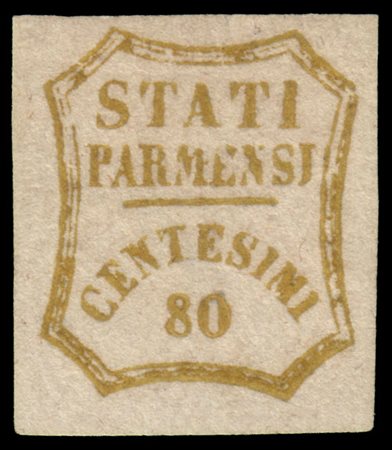 STATI
PARMENSI
CENTESIMI
80